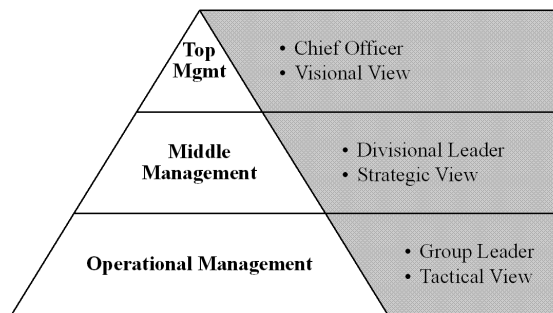 Top
Mgmt
• Chief Officer
• Visional View
Middle
Management
• Divisional Leader
• Strategic View
Operational Management
• Group Leader
• Tactical View